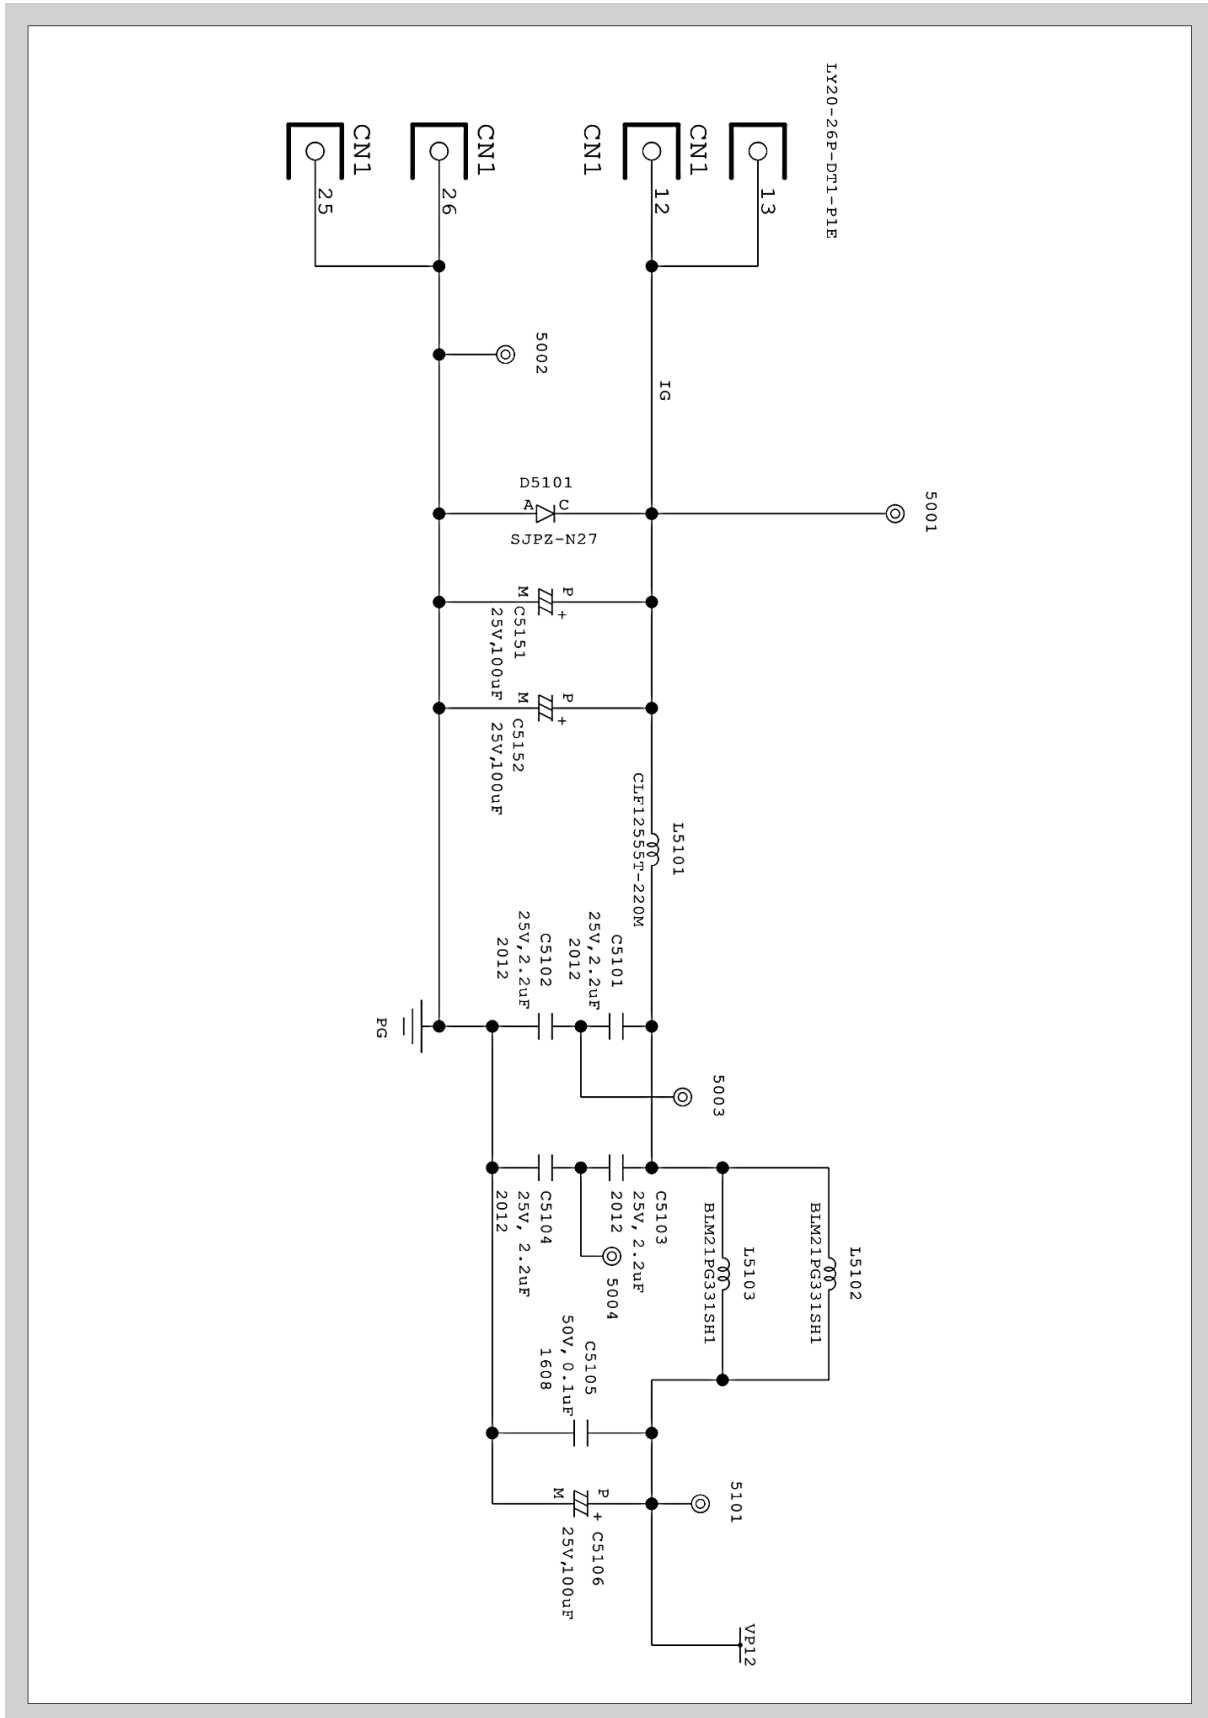 LY20-26P-DT1-P1E
CN1
25
CN1
26
CN1
12
CN1
13
5002
IG
5001
D5101
A
C
SJPZ-N27
M
P
+
C5151
25V,100uF
M
P
+
C5152
25V,100uF
L5101
CLF12555T-220M
C5101
25V,2.2uF
2012
C5102
25V,2.2uF
2012
PG
5003
C5103
25V, 2.2uF
2012
C5104
25V, 2.2uF
2012
5004
L5102
BLM21PG331SH1
L5103
BLM21PG331SH1
C5105
50V, 0.1uF
1608
5101
P
M
+
C5106
25V,100uF
VP12